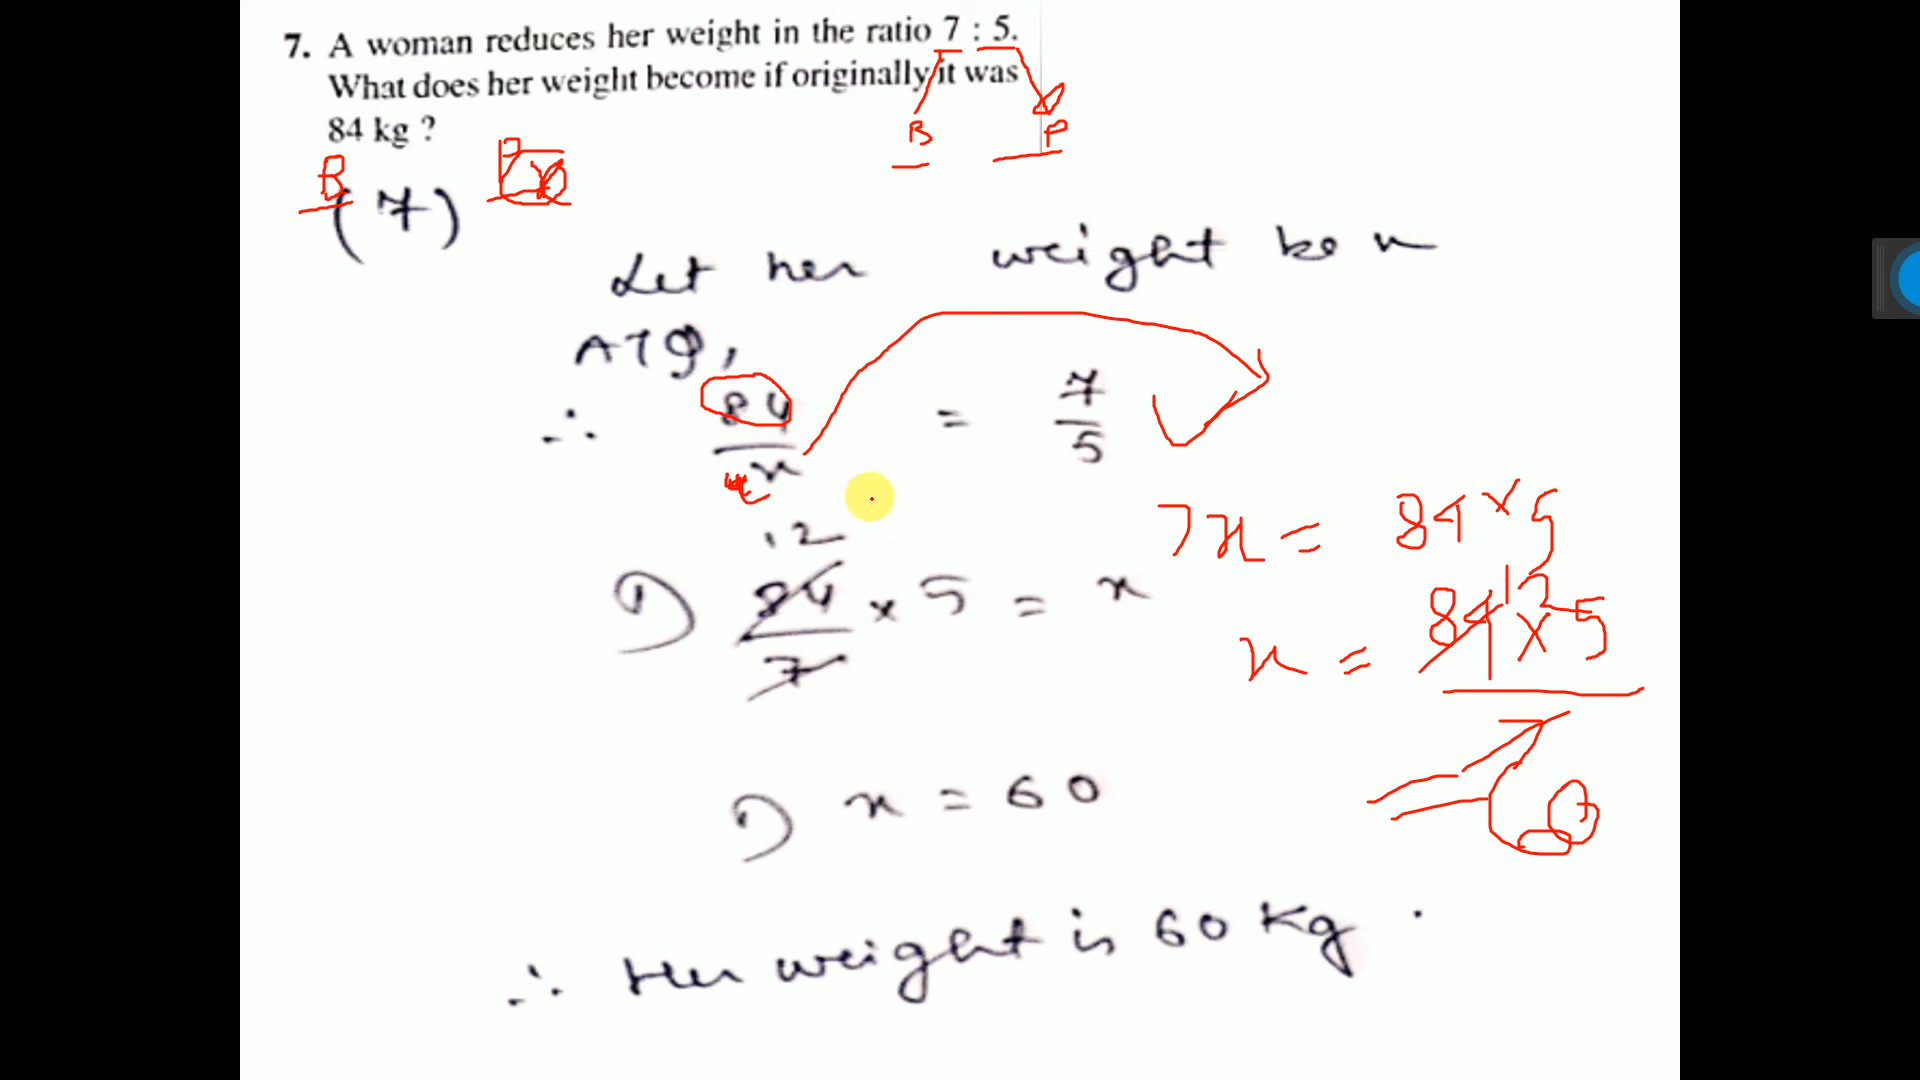 7. A woman reduces her weight in the ratio 7 : 5.
What does her weight become if originally it was
84 kg ?
B P
B
(7)
Let her weight be x
ATQ,
∴ 84/x = 7/5
7x = 84 × 5
12
84/7 × 5 = x
12
x = 84 × 5
7
x = 60
∴ Her weight is 60 Kg.